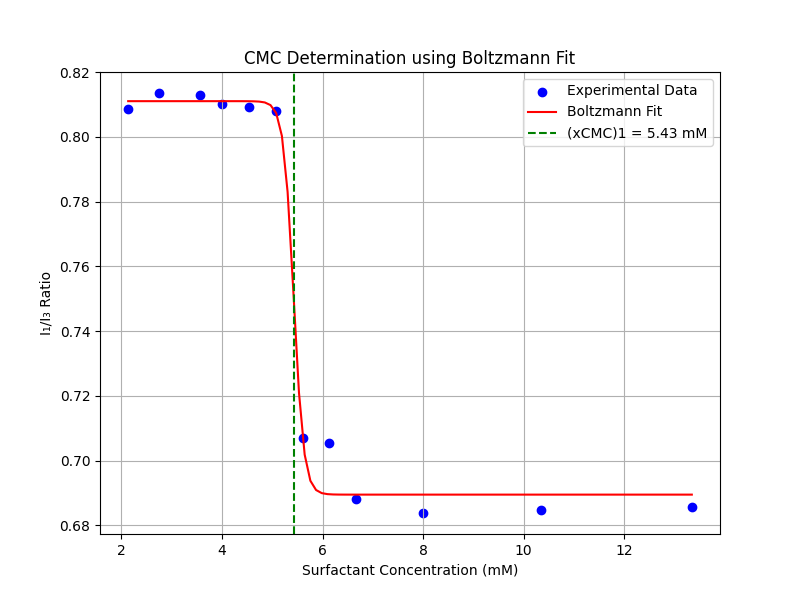 CMC Determination using Boltzmann Fit
Experimental Data
Boltzmann Fit
(xCMC)1 = 5.43 mM
0.82
0.80
0.78
0.76
0.74
0.72
0.70
0.68
I₁/I₃ Ratio
2 4 6 8 10 12
Surfactant Concentration (mM)